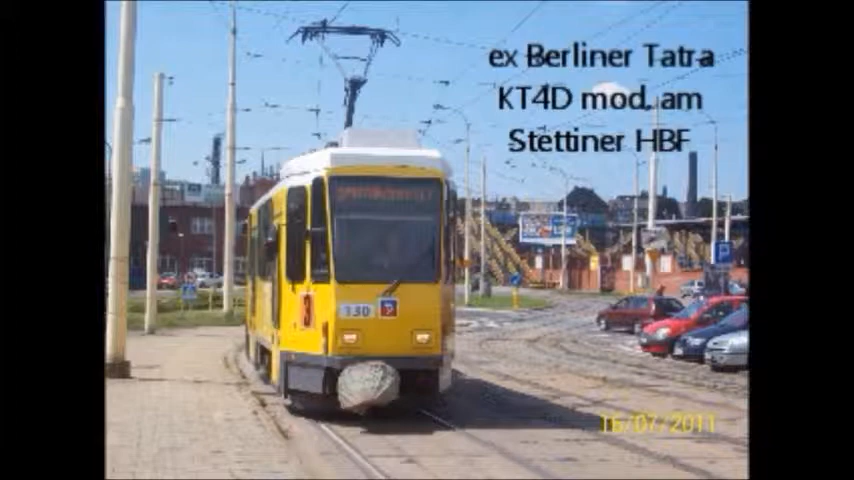 ex Berliner Tatra
KT4D mod. am
Stettiner HBF
3
130
P
16/07/2011